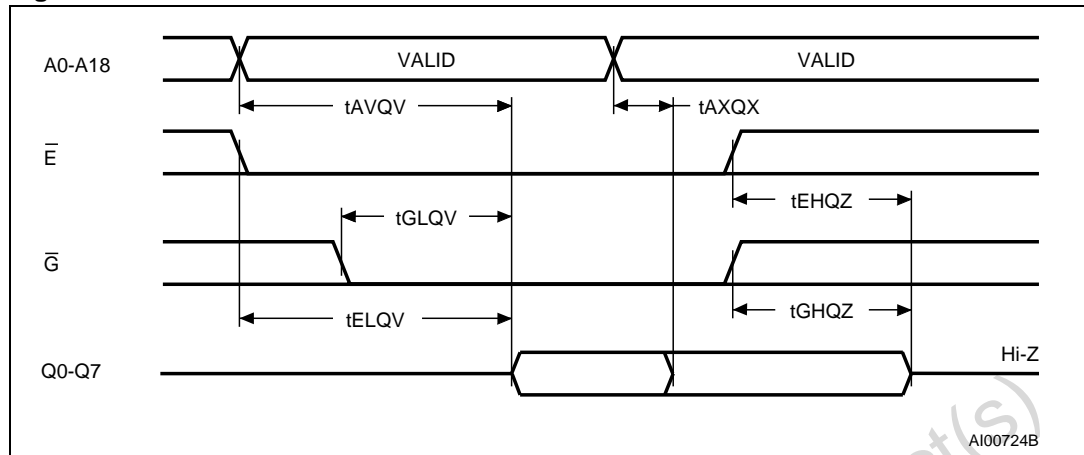 A0-A18
VALID
VALID
tAVQV
tAXQX
E
tEHQZ
tGLQV
G
tGHQZ
tELQV
Hi-Z
Q0-Q7
AI00724B